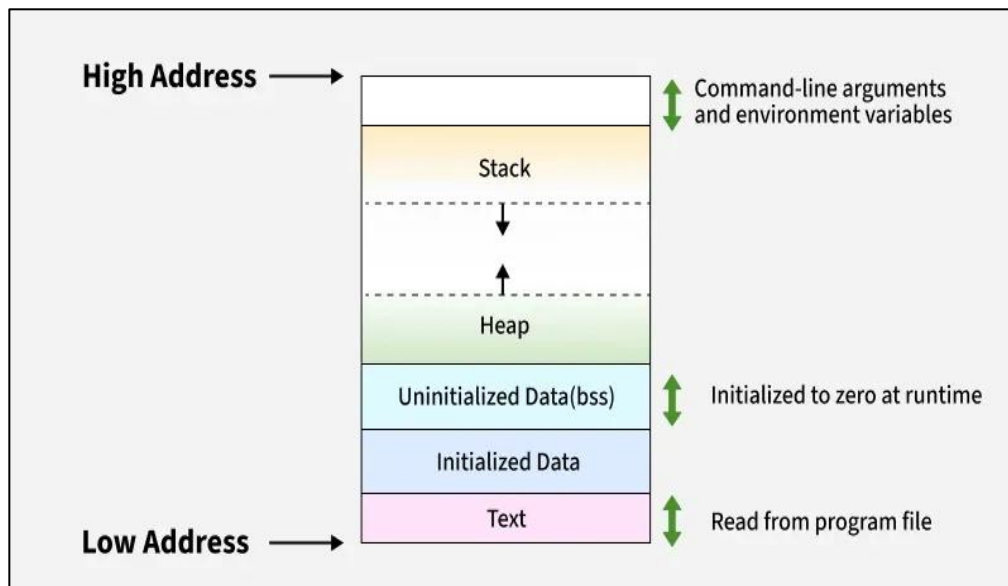 High Address
Command-line arguments
and environment variables
Stack
Heap
Uninitialized Data(bss)
Initialized to zero at runtime
Initialized Data
Text
Read from program file
Low Address